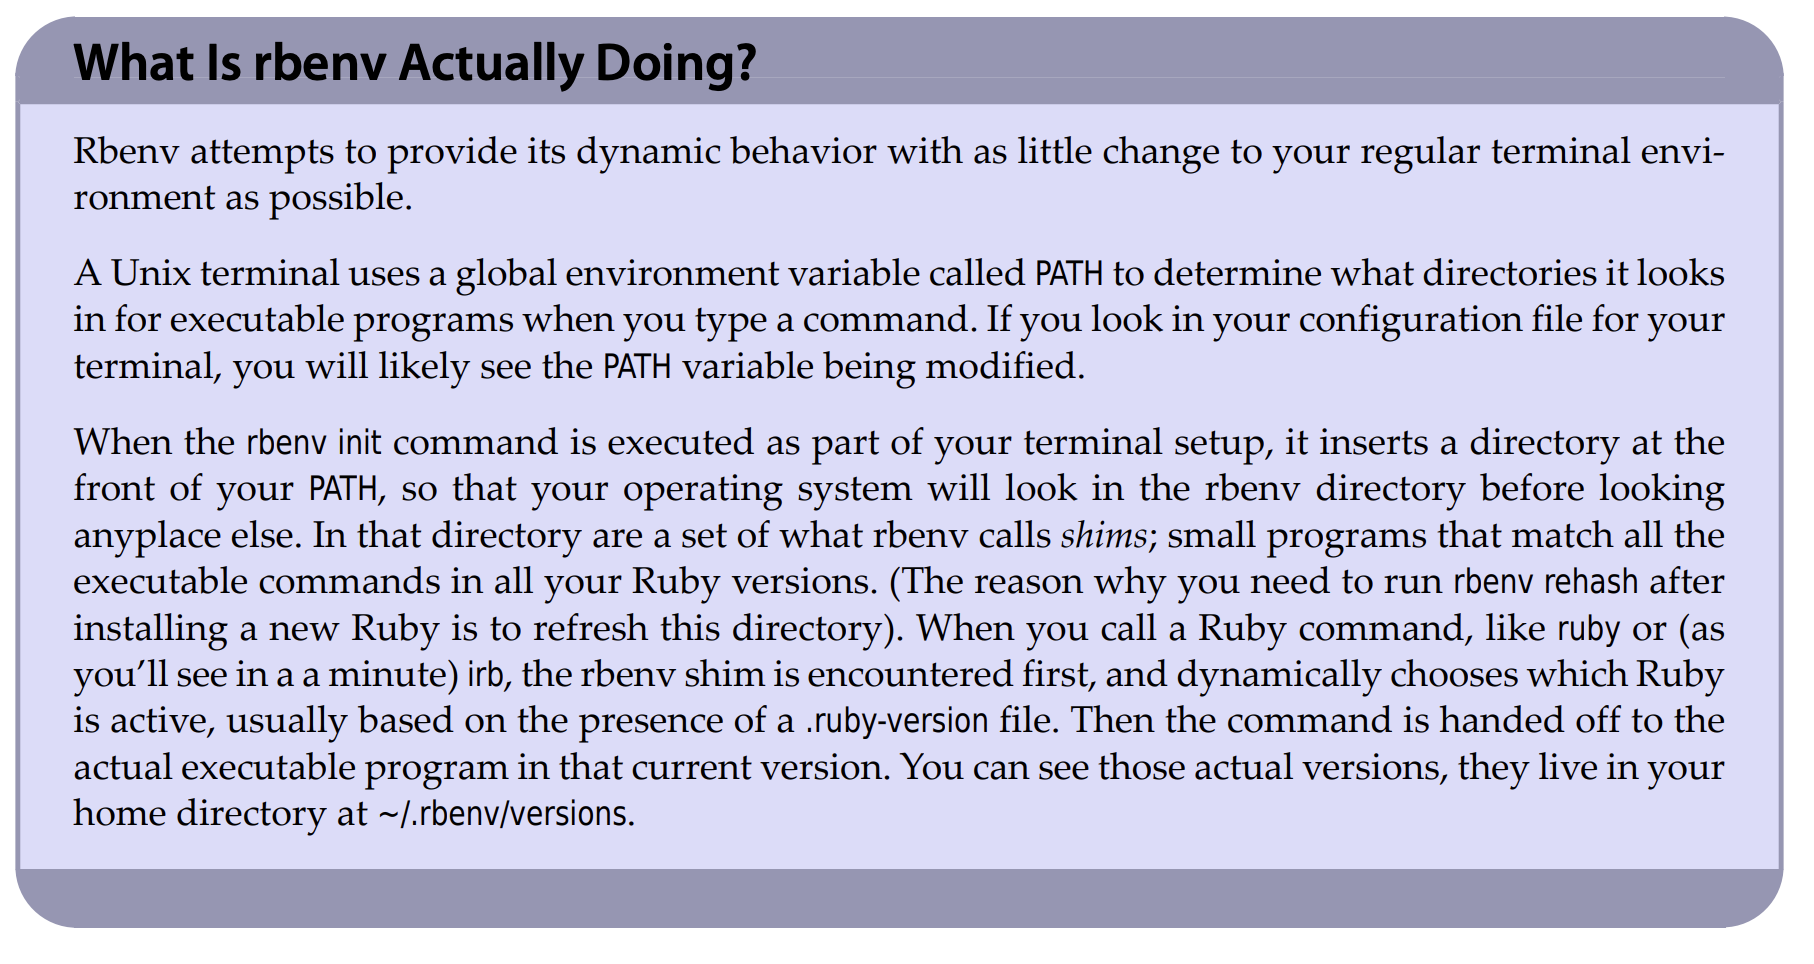 What Is rbenv Actually Doing?
Rbenv attempts to provide its dynamic behavior with as little change to your regular terminal envi-
ronment as possible.
A Unix terminal uses a global environment variable called PATH to determine what directories it looks
in for executable programs when you type a command. If you look in your configuration file for your
terminal, you will likely see the PATH variable being modified.
When the rbenv init command is executed as part of your terminal setup, it inserts a directory at the
front of your PATH, so that your operating system will look in the rbenv directory before looking
anyplace else. In that directory are a set of what rbenv calls shims; small programs that match all the
executable commands in all your Ruby versions. (The reason why you need to run rbenv rehash after
installing a new Ruby is to refresh this directory). When you call a Ruby command, like ruby or (as
you'll see in a a minute) irb, the rbenv shim is encountered first, and dynamically chooses which Ruby
is active, usually based on the presence of a .ruby-version file. Then the command is handed off to the
actual executable program in that current version. You can see those actual versions, they live in your
home directory at ~/.rbenv/versions.